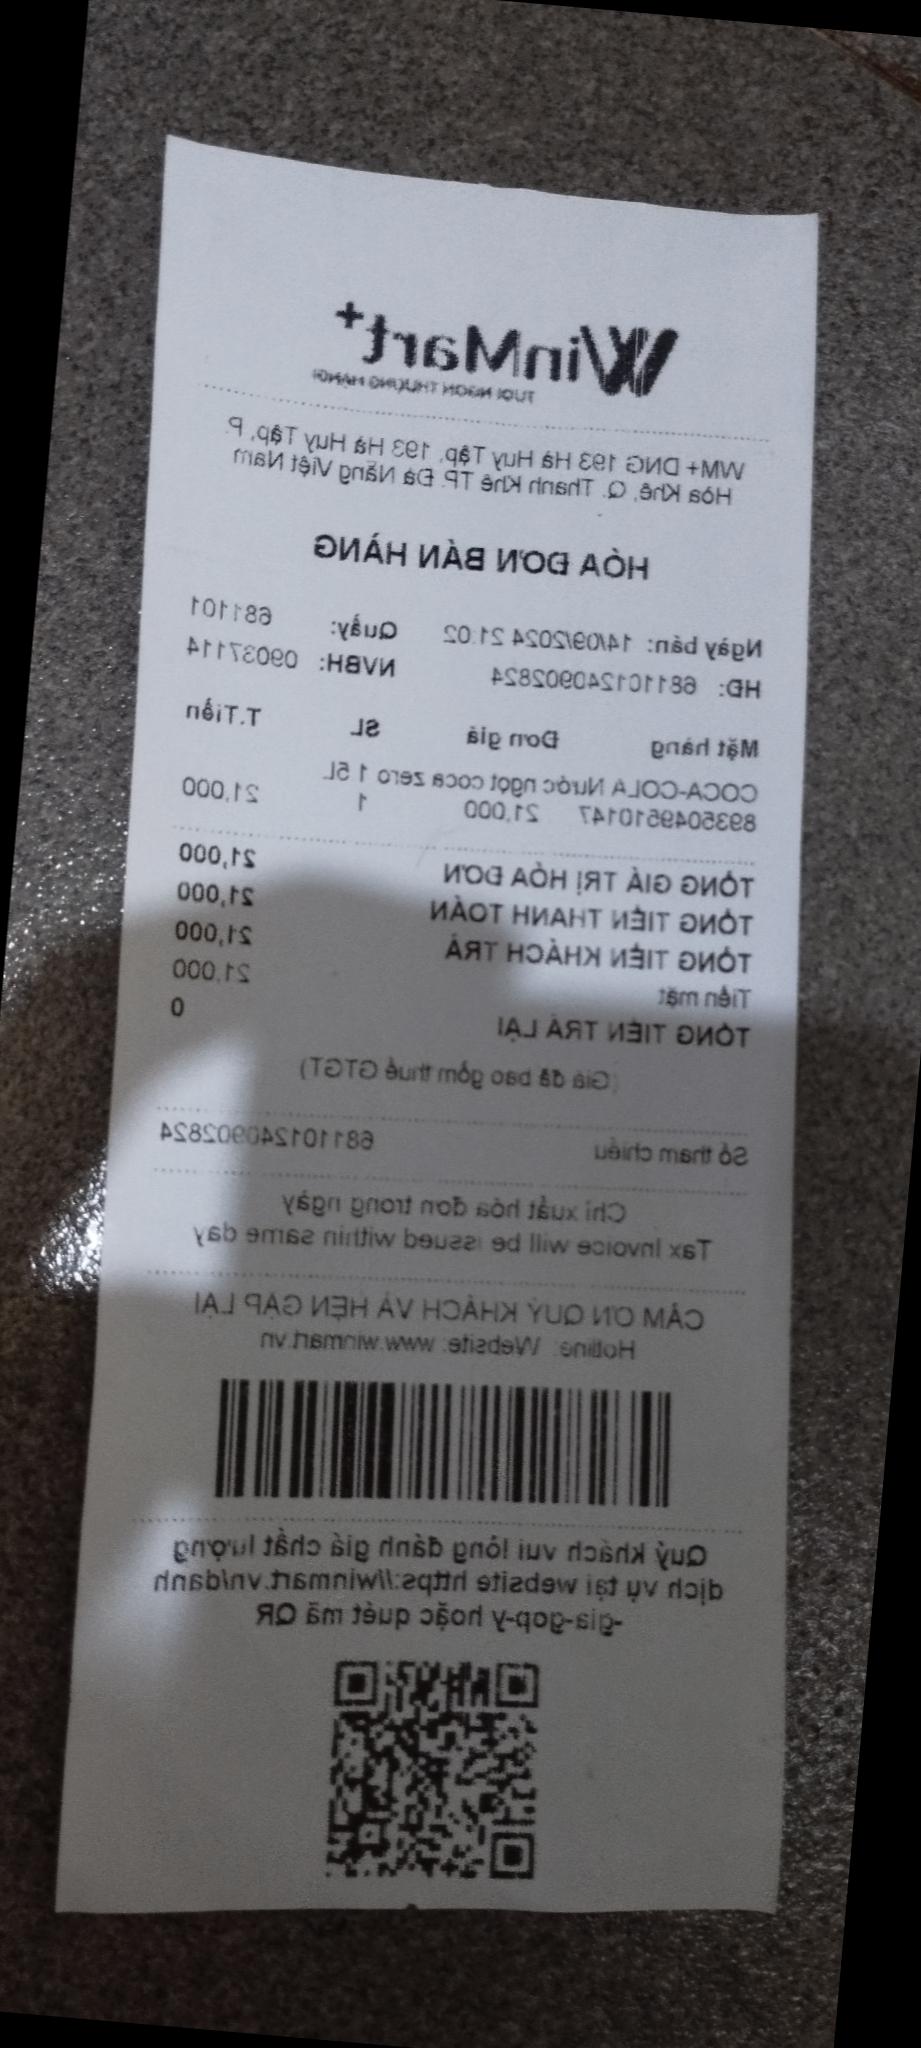 WinMart+
TƯƠI NGON THƯỢNG HẠNG
WM+ DNG 193 Hà Huy Tập, 193 Hà Huy Tập, P
Hòa Khê, Q. Thanh Khê TP. Đà Nẵng Việt Nam
HÓA ĐƠN BÁN HÀNG
Ngày bán: 14/09/2024 21:02 Quầy: 681101
HĐ: 681101240902824 NVBH: 09037114
Mặt hàng Đơn giá SL T.Tiền
COCA-COLA Nước ngọt coca zero 1.5L
8935049510147 21,000 1 21,000
TỔNG GIÁ TRỊ HÓA ĐƠN 21,000
TỔNG TIỀN THANH TOÁN 21,000
TỔNG TIỀN KHÁCH TRẢ 21,000
Tiền mặt 21,000
TỔNG TIỀN TRẢ LẠI 0
(Giá đã bao gồm thuế GTGT)
Số tham chiếu 681101240902824
Chỉ xuất hóa đơn trong ngày
Tax Invoice will be issued within same day
CẢM ƠN QUÝ KHÁCH VÀ HẸN GẶP LẠI
Hotline: Website: www.winmart.vn
Quý khách vui lòng đánh giá chất lượng
dịch vụ tại website https://winmart.vn/danh
-gia-gop-y hoặc quét mã QR